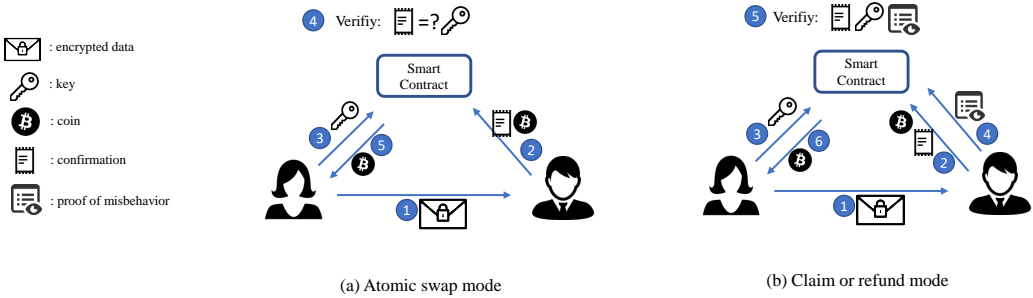 : encrypted data
: key
: coin
: confirmation
: proof of misbehavior
4 Verifiy: =?
Smart
Contract
3
5
2
1
(a) Atomic swap mode
5 Verifiy:
Smart
Contract
3
6
2
4
1
(b) Claim or refund mode